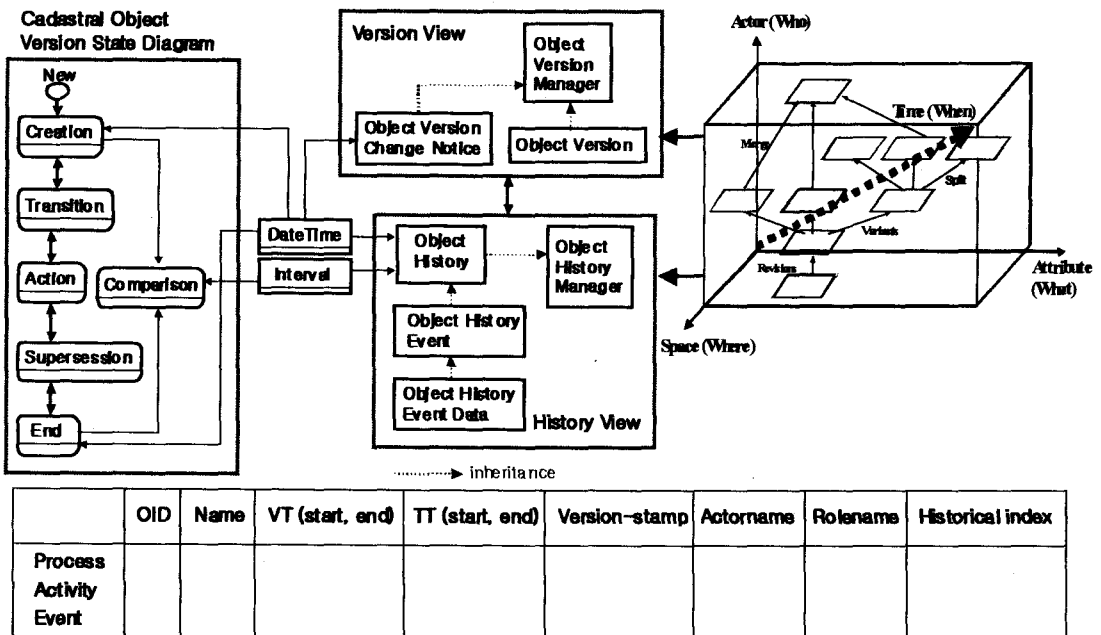 Cadastral Object
Version State Diagram
New
Creation
Transition
Action
Comparison
Supersession
End
DateTime
Interval
Version View
Object
Version
Manager
Object Version
Change Notice
Object Version
Object
History
Object
History
Manager
Object History
Event
Object History
Event Data
History View
inheritance
Actor (Who)
Time (When)
Merge
Split
Variants
Revisions
Attribute
(What)
Space (Where)
OID Name VT (start, end) TT (start, end) Version-stamp Actorname Rolename Historical index
Process
Activity
Event